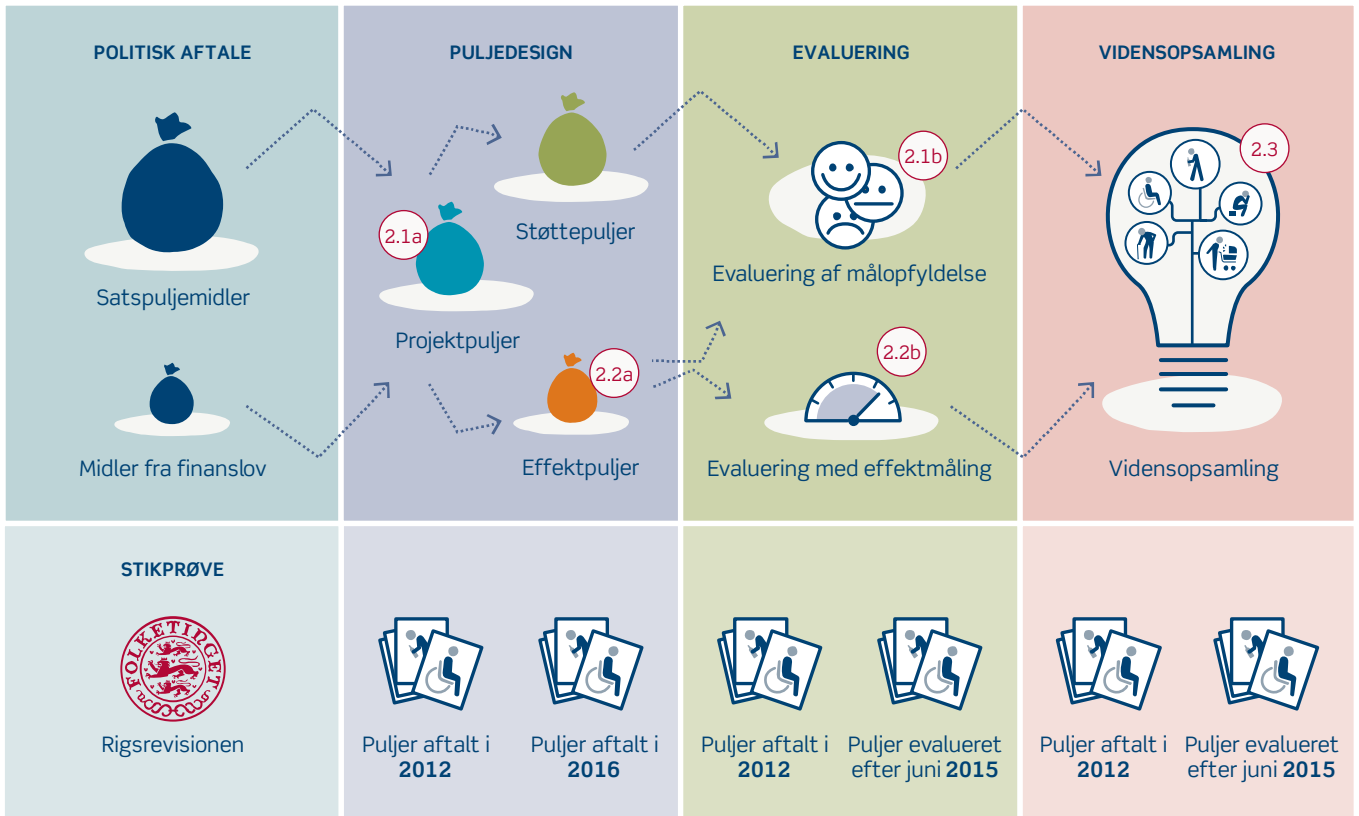 POLITISK AFTALE
Satspuljemidler
Midler fra finanslov
PULJEDESIGN
Støttepuljer
2.1a
Projektpuljer
2.2a
Effektpuljer
EVALUERING
2.1b
Evaluering af målopfyldelse
2.2b
Evaluering med effektmåling
VIDENSOPSAMLING
2.3
Vidensopsamling
STIKPRØVE
FOLKETINGET
Rigsrevisionen
Puljer aftalt i
2012
Puljer aftalt i
2016
Puljer aftalt i
2012
Puljer evalueret
efter juni 2015
Puljer aftalt i
2012
Puljer evalueret
efter juni 2015